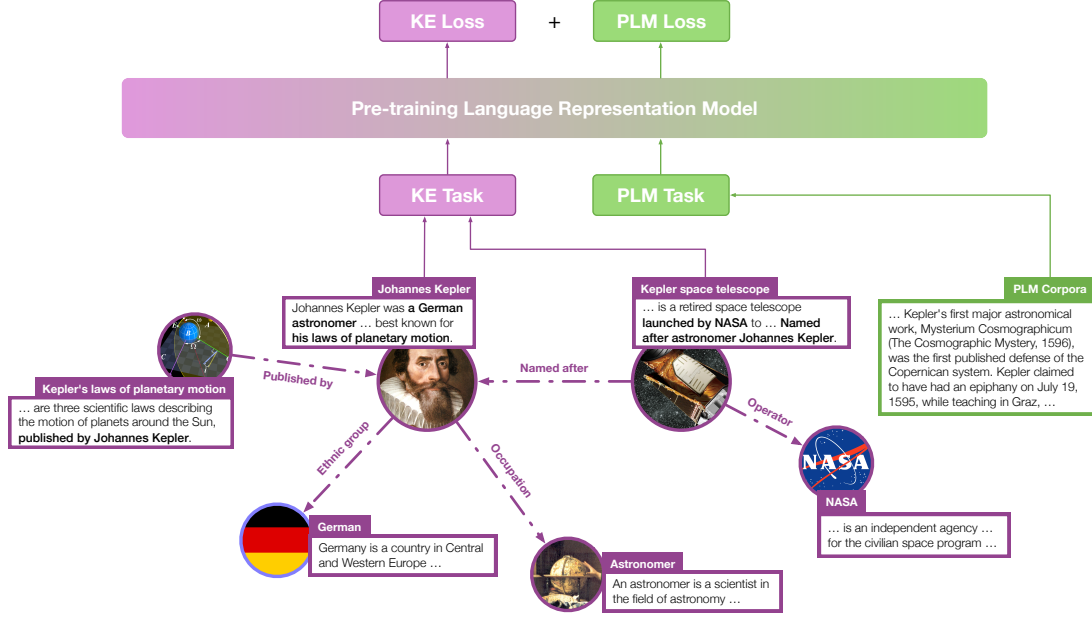 KE Loss
+
PLM Loss
Pre-training Language Representation Model
KE Task
PLM Task
Johannes Kepler
Johannes Kepler was a German
astronomer … best known for
his laws of planetary motion.
Kepler space telescope
… is a retired space telescope
launched by NASA to … Named
after astronomer Johannes Kepler.
PLM Corpora
… Kepler's first major astronomical
work, Mysterium Cosmographicum
(The Cosmographic Mystery, 1596),
was the first published defense of the
Copernican system. Kepler claimed
to have had an epiphany on July 19,
1595, while teaching in Graz, …
Kepler's laws of planetary motion
… are three scientific laws describing
the motion of planets around the Sun,
published by Johannes Kepler.
Published by
Named after
Operator
Ethnic group
Occupation
NASA
NASA
… is an independent agency …
for the civilian space program …
German
Germany is a country in Central
and Western Europe …
Astronomer
An astronomer is a scientist in
the field of astronomy …